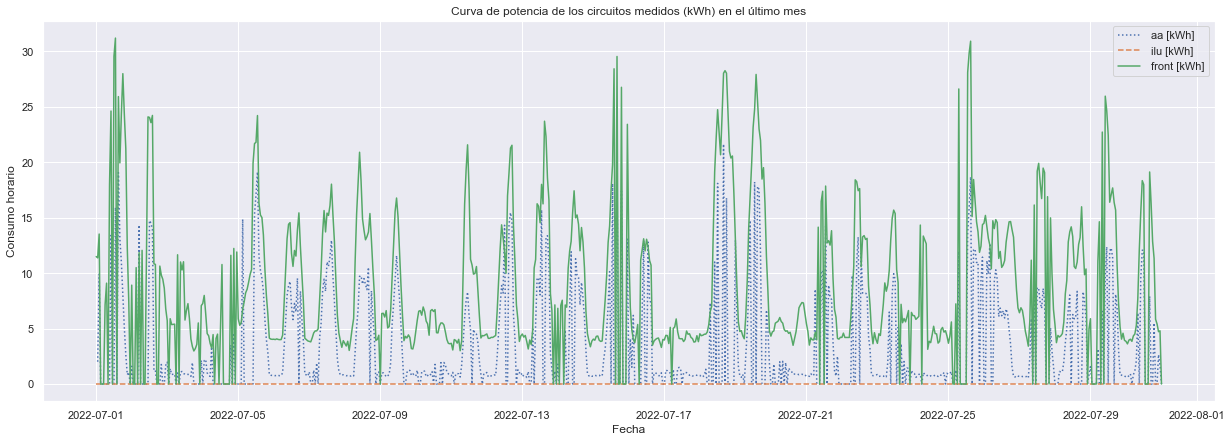 Curva de potencia de los circuitos medidos (kWh) en el último mes
aa [kWh]
ilu [kWh]
front [kWh]
Consumo horario
30
25
20
15
10
5
0
2022-07-01 2022-07-05 2022-07-09 2022-07-13 2022-07-17 2022-07-21 2022-07-25 2022-07-29 2022-08-01
Fecha